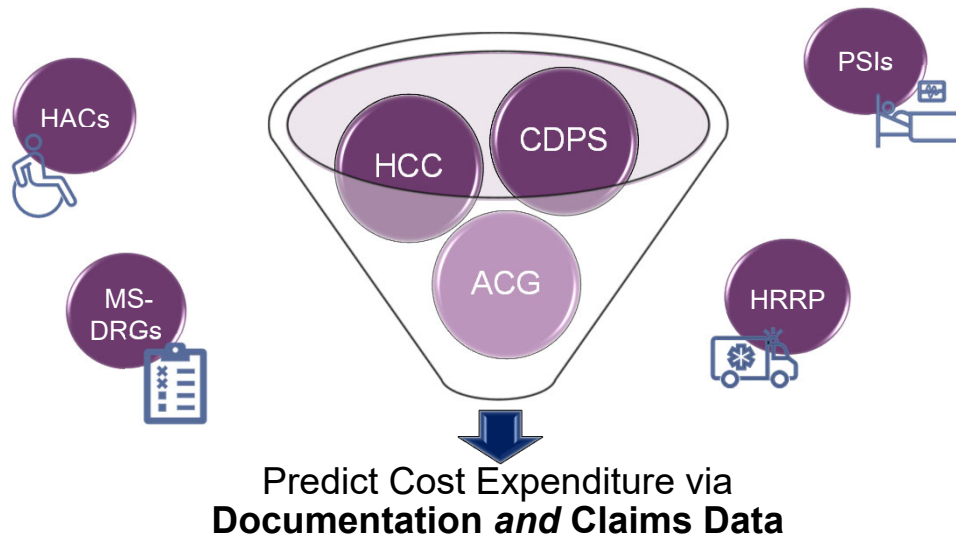 HACs
HCC
CDPS
ACG
PSIs
MS-
DRGs
HRRP
Predict Cost Expenditure via
Documentation and Claims Data